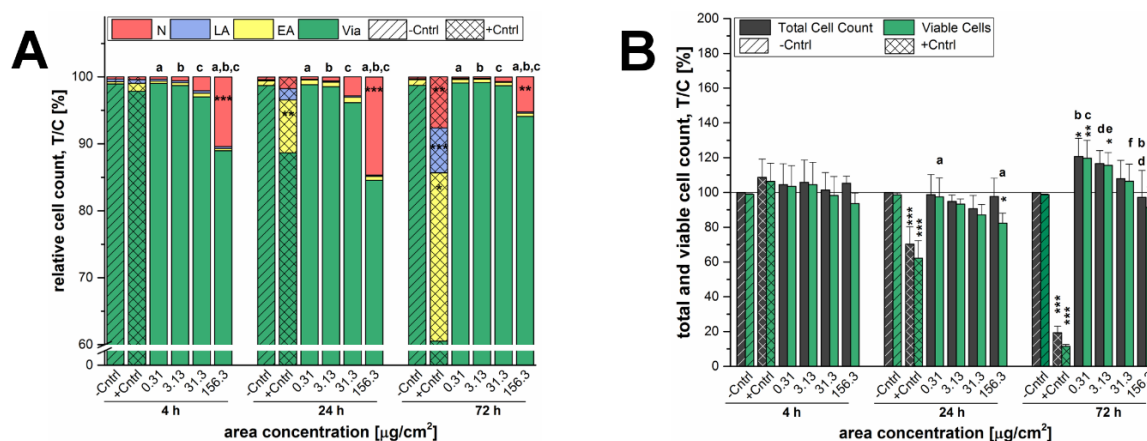 A
N LA EA Via -Cntrl +Cntrl
relative cell count, T/C [%]
100
90
80
70
60
0
a b c a,b,c
a b c a,b,c
a b c a,b,c
***
**
***
**
***
*
**
-Cntrl +Cntrl 0.31 3.13 31.3 156.3
-Cntrl +Cntrl 0.31 3.13 31.3 156.3
-Cntrl +Cntrl 0.31 3.13 31.3 156.3
4 h 24 h 72 h
area concentration [µg/cm²]
B
Total Cell Count Viable Cells
-Cntrl +Cntrl
total and viable cell count, T/C [%]
200
180
160
140
120
100
80
60
40
20
0
*** ***
a
a
*
*** ***
b c
* **
d e
*
f
b
d
-Cntrl +Cntrl 0.31 3.13 31.3 156.3
-Cntrl +Cntrl 0.31 3.13 31.3 156.3
-Cntrl +Cntrl 0.31 3.13 31.3 156.3
4 h 24 h 72 h
area concentration [µg/cm²]